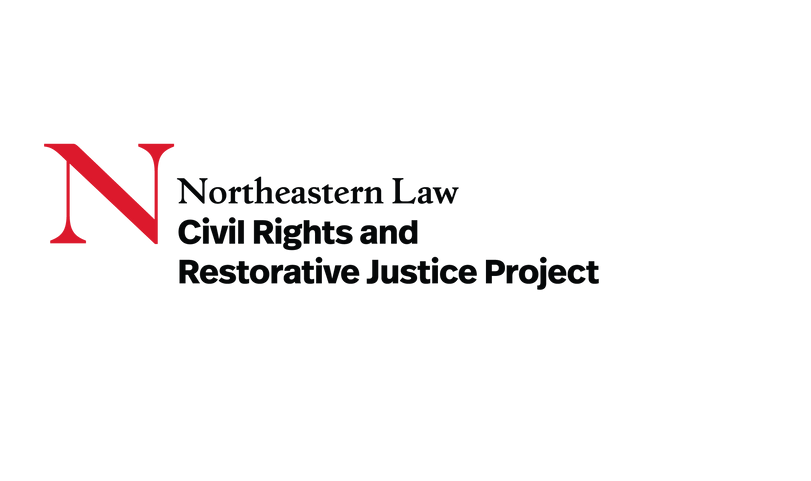 N
Northeastern Law
Civil Rights and
Restorative Justice Project